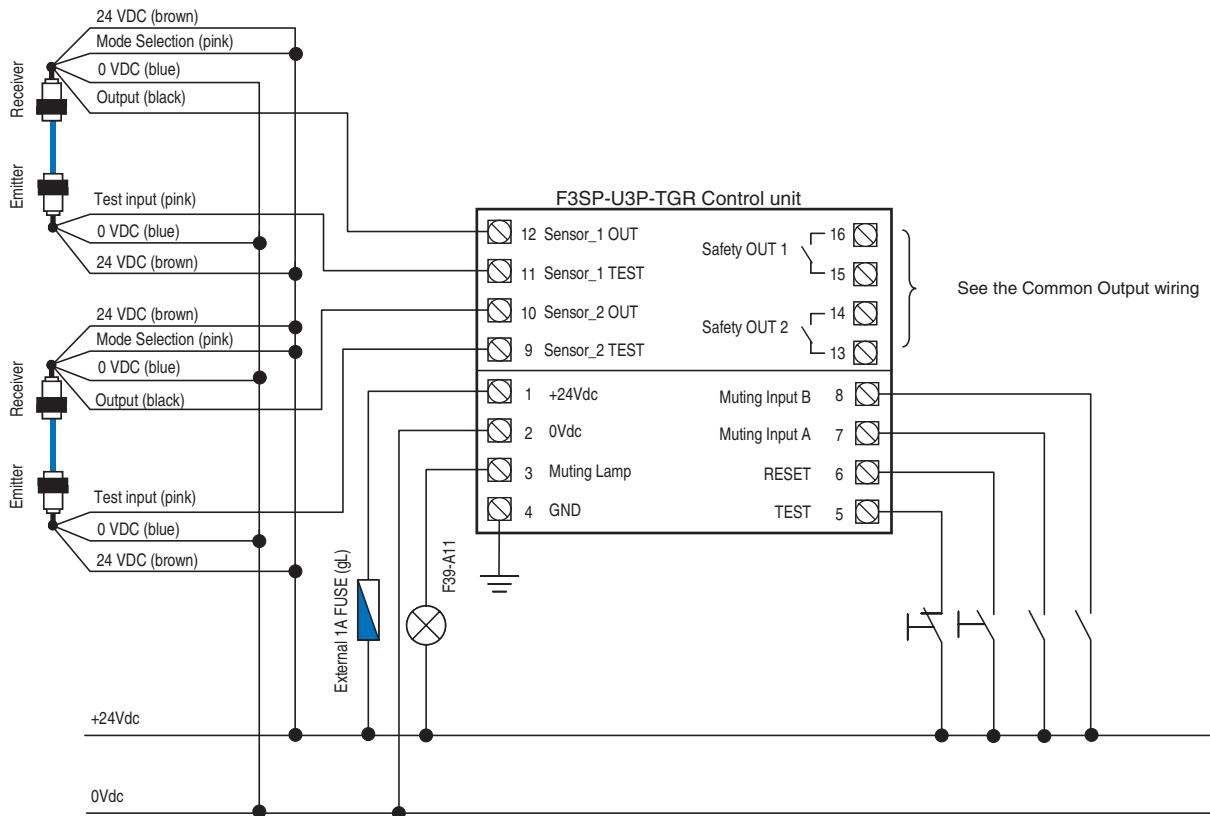 24 VDC (brown)
Mode Selection (pink)
0 VDC (blue)
Output (black)
Receiver
Emitter
Test input (pink)
0 VDC (blue)
24 VDC (brown)
24 VDC (brown)
Mode Selection (pink)
0 VDC (blue)
Output (black)
Receiver
Emitter
Test input (pink)
0 VDC (blue)
24 VDC (brown)
F3SP-U3P-TGR Control unit
12 Sensor_1 OUT
11 Sensor_1 TEST
10 Sensor_2 OUT
9 Sensor_2 TEST
Safety OUT 1
16
15
Safety OUT 2
14
13
See the Common Output wiring
1 +24Vdc
2 0Vdc
3 Muting Lamp
4 GND
Muting Input B 8
Muting Input A 7
RESET 6
TEST 5
External 1A FUSE (gL)
F39-A11
+24Vdc
0Vdc